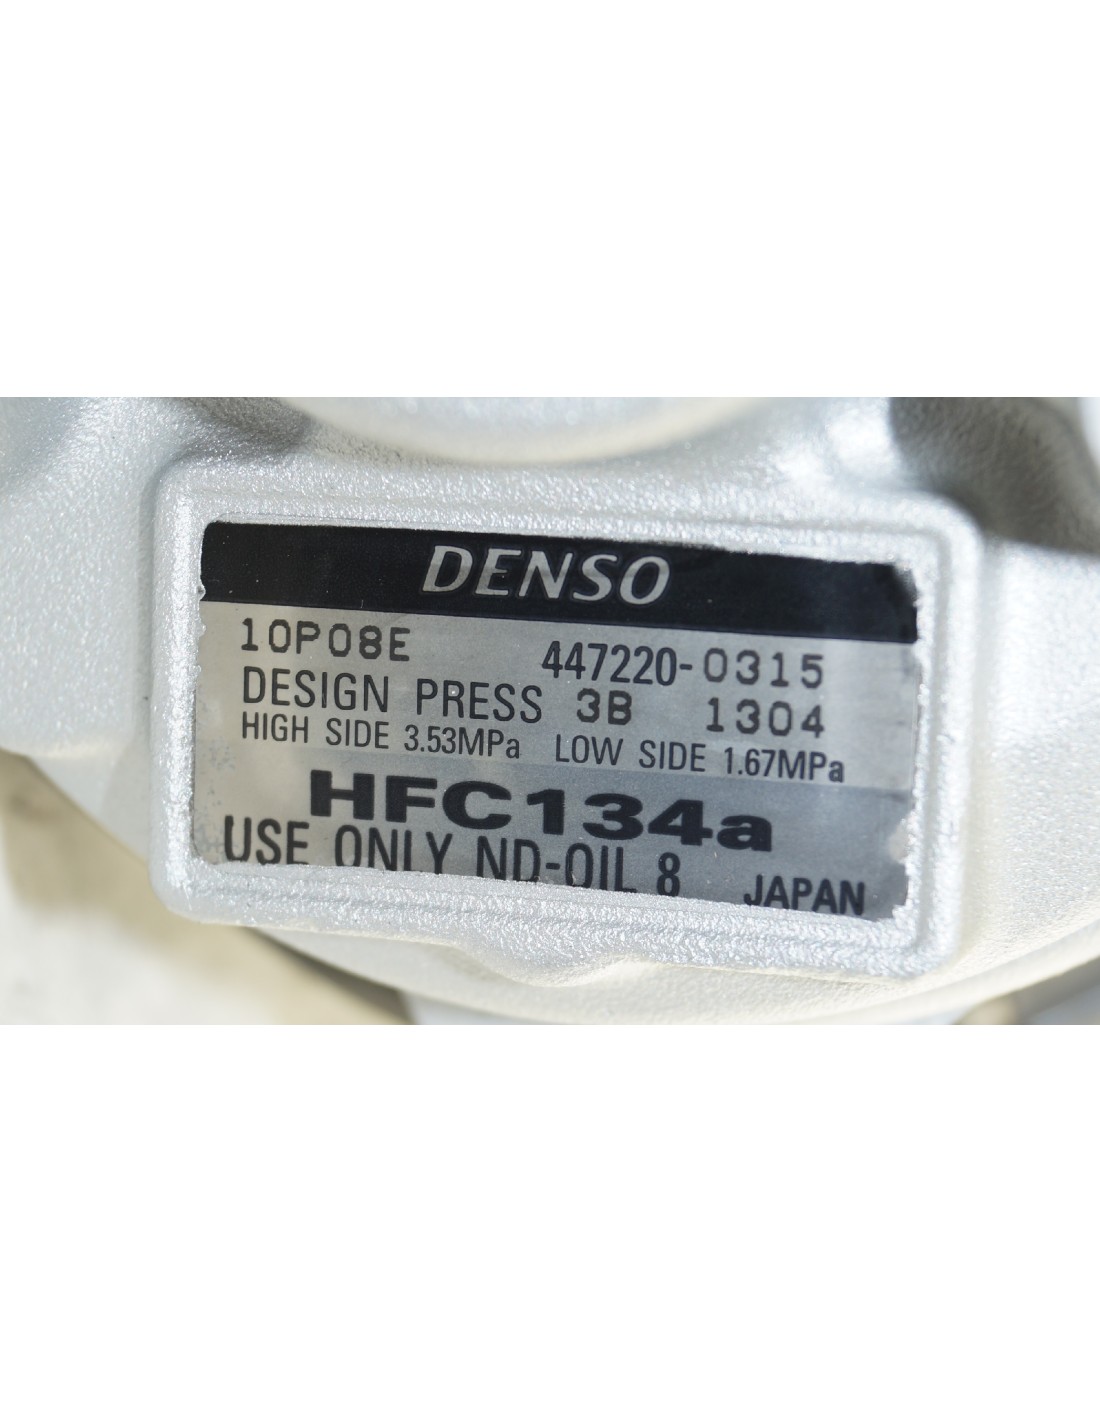 DENSO
10P08E 447220-0315
DESIGN PRESS 3B 1304
HIGH SIDE 3.53MPa LOW SIDE 1.67MPa
HFC134a
USE ONLY ND-OIL 8 JAPAN